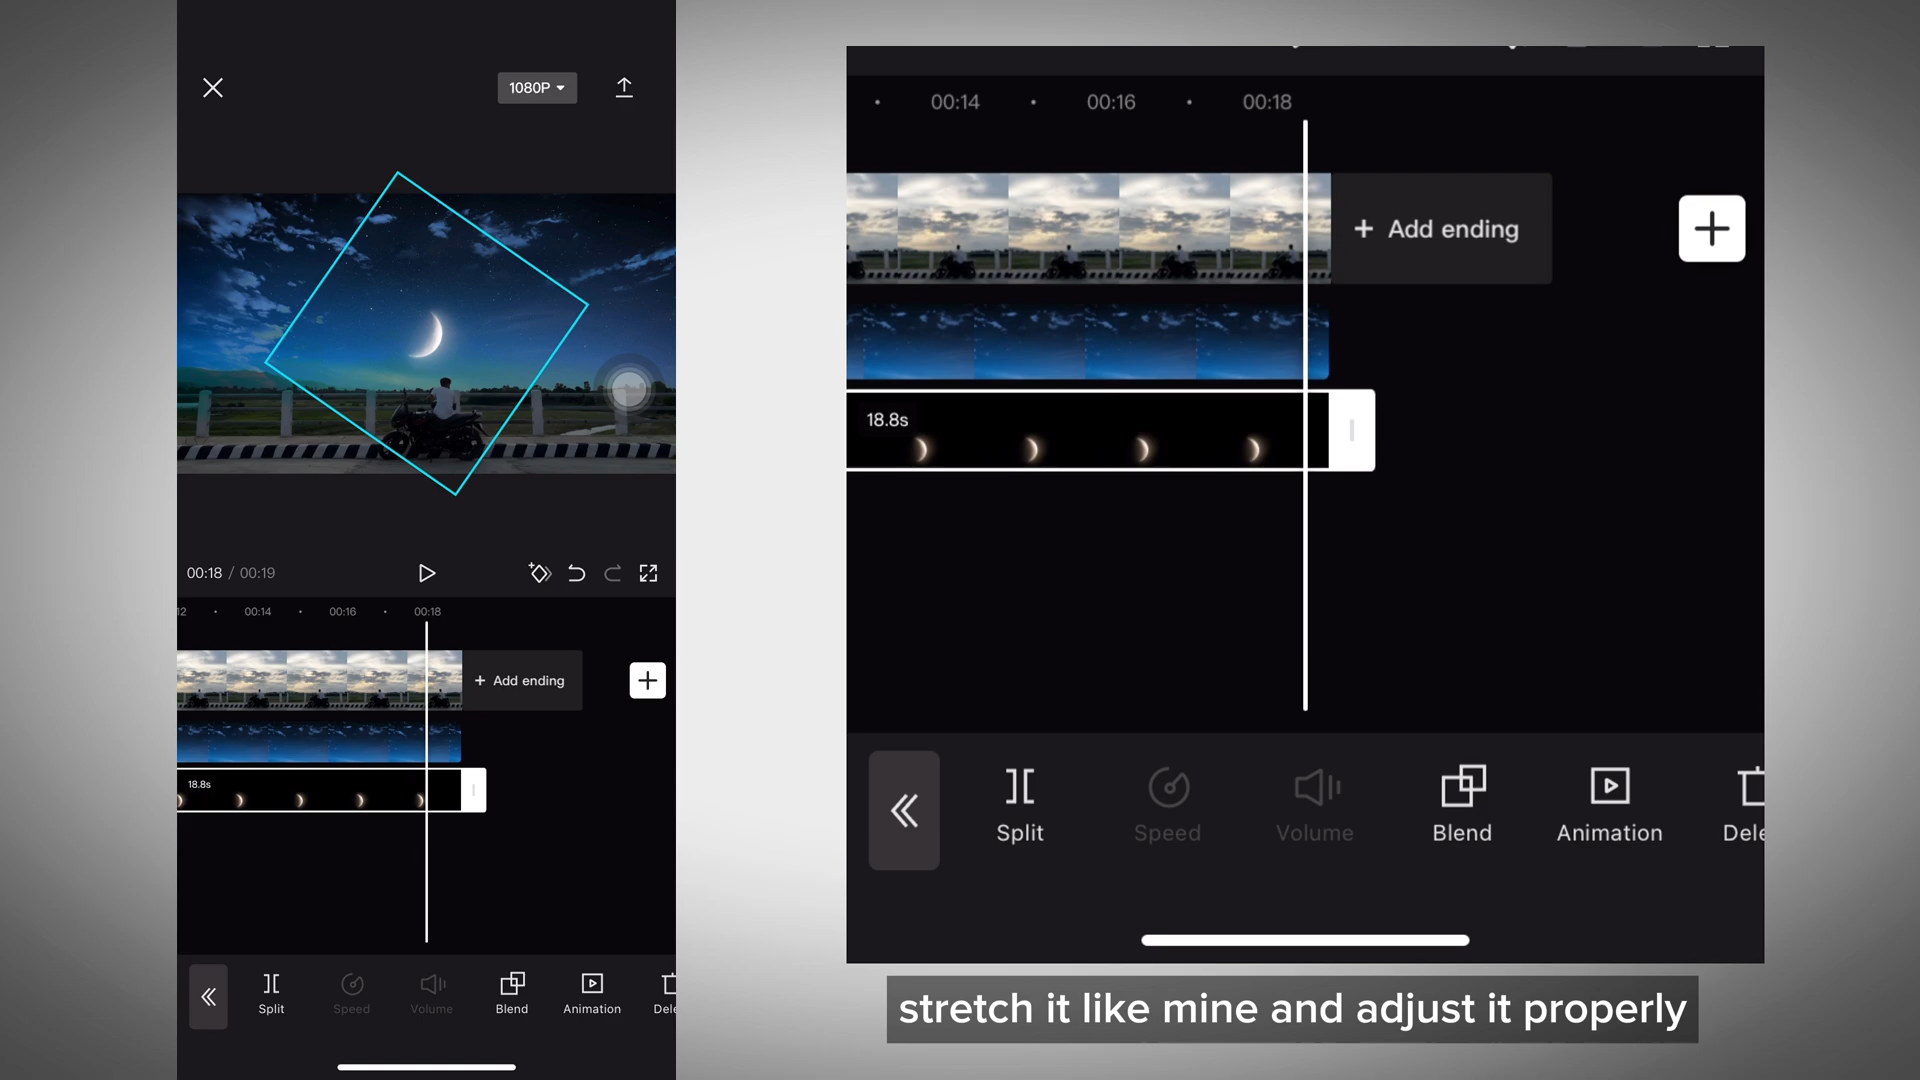 1080P
00:18 / 00:19
12 00:14 00:16 00:18
+ Add ending
18.8s
Split Speed Volume Blend Animation Dele
00:14 00:16 00:18
+ Add ending
18.8s
Split Speed Volume Blend Animation Dele
stretch it like mine and adjust it properly